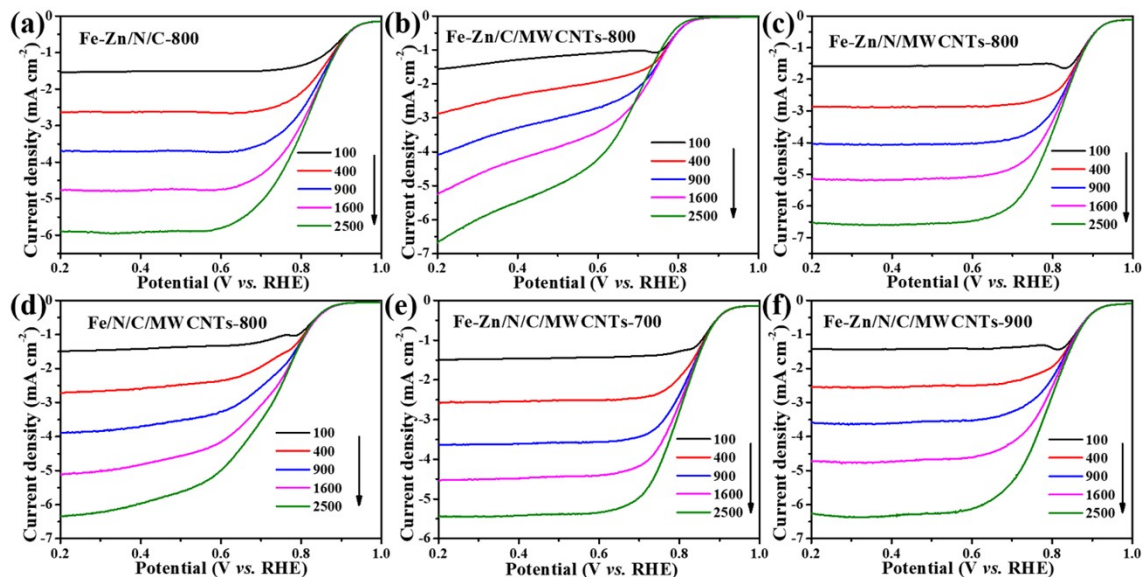 (a)
Fe-Zn/N/C-800
Current density (mA cm-2)
0
-1
-2
-3
-4
-5
-6
100
400
900
1600
2500
0.2 0.4 0.6 0.8 1.0
Potential (V vs. RHE)
(b)
Fe-Zn/C/MWCNTs-800
Current density (mA cm-2)
0
-1
-2
-3
-4
-5
-6
-7
100
400
900
1600
2500
0.2 0.4 0.6 0.8 1.0
Potential (V vs. RHE)
(c)
Fe-Zn/N/MWCNTs-800
Current density (mA cm-2)
0
-1
-2
-3
-4
-5
-6
-7
100
400
900
1600
2500
0.2 0.4 0.6 0.8 1.0
Potential (V vs. RHE)
(d)
Fe/N/C/MWCNTs-800
Current density (mA cm-2)
0
-1
-2
-3
-4
-5
-6
-7
100
400
900
1600
2500
0.2 0.4 0.6 0.8 1.0
Potential (V vs. RHE)
(e)
Fe-Zn/N/C/MWCNTs-700
Current density (mA cm-2)
0
-1
-2
-3
-4
-5
-6
100
400
900
1600
2500
0.2 0.4 0.6 0.8 1.0
Potential (V vs. RHE)
(f)
Fe-Zn/N/C/MWCNTs-900
Current density (mA cm-2)
0
-1
-2
-3
-4
-5
-6
-7
100
400
900
1600
2500
0.2 0.4 0.6 0.8 1.0
Potential (V vs. RHE)